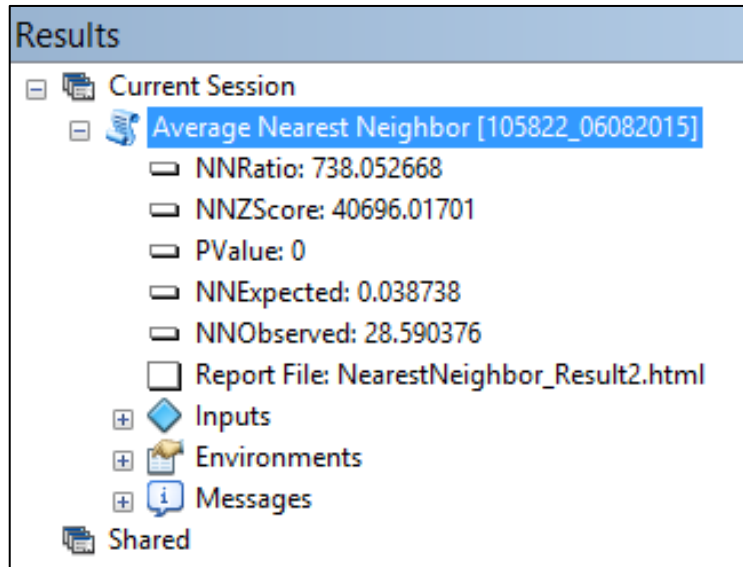 Results
Current Session
Average Nearest Neighbor [105822_06082015]
NNRatio: 738.052668
NNZScore: 40696.01701
PValue: 0
NNExpected: 0.038738
NNObserved: 28.590376
Report File: NearestNeighbor_Result2.html
Inputs
Environments
Messages
Shared